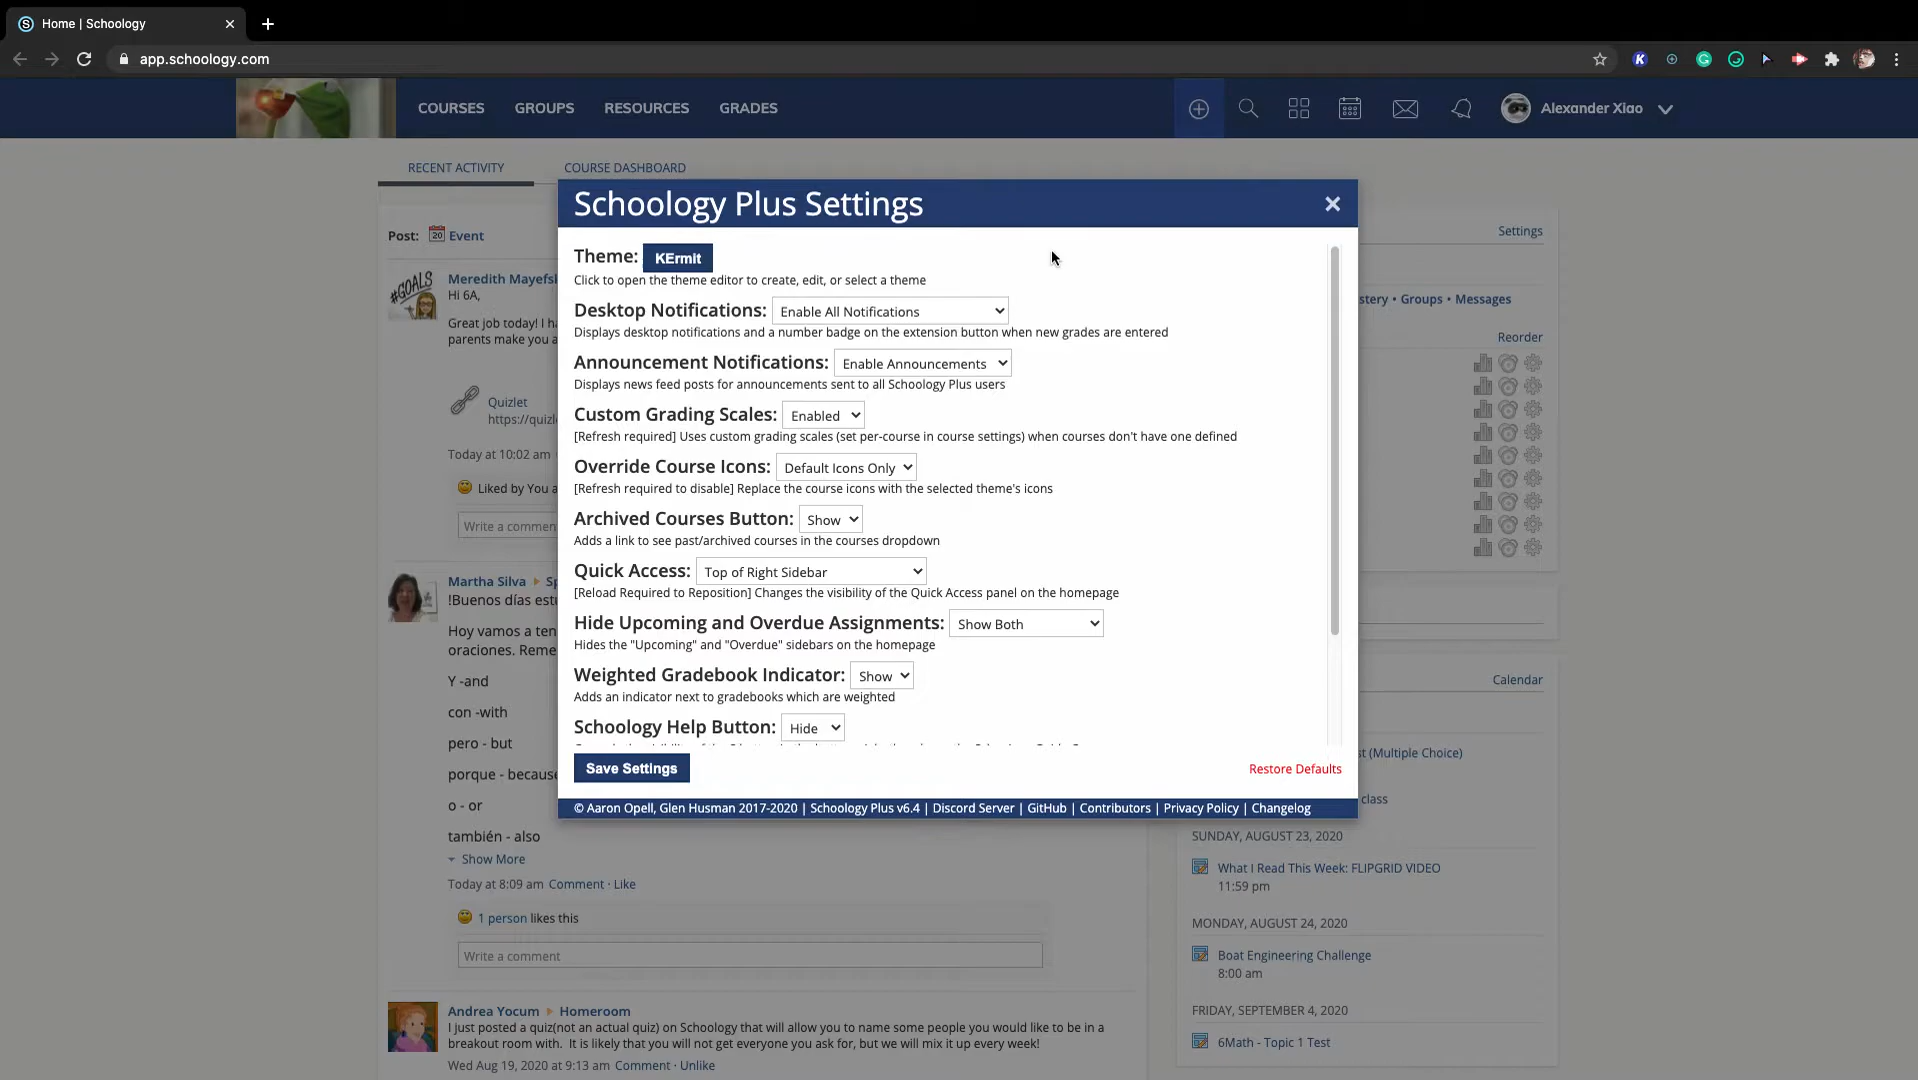 Home | Schoology
app.schoology.com
COURSES
GROUPS
RESOURCES
GRADES
Alexander Xiao
RECENT ACTIVITY
COURSE DASHBOARD
Post:
Event
Settings
Meredith
Hi 6A,
Great job today! I
parents make you a
Groups • Messages
Reorder
Quizlet
Today at 10:02 am
Liked by You a
Write a comment
Martha Silva
!Buenos días
Hoy vamos a
oraciones.
Y -and
con -with
pero - but
porque - because
o - or
también - also
Show More
Today at 8:09 am Comment · Like
1 person likes this
Write a comment
Andrea Yocum Homeroom
I just posted a quiz(not an actual quiz) on Schoology that will allow you to name some people you would like to be in a
breakout room with. It is likely that you will not get everyone you ask for, but we will mix it up every week!
Wed Aug 19, 2020 at 9:13 am Comment · Unlike
Schoology Plus Settings
Theme: KErmit
Click to open the theme editor to create, edit, or select a theme
Desktop Notifications: Enable All Notifications
Displays desktop notifications and a number badge on the extension button when new grades are entered
Announcement Notifications: Enable Announcements
Displays news feed posts for announcements sent to all Schoology Plus users
Custom Grading Scales: Enabled
[Refresh required] Uses custom grading scales (set per-course in course settings) when courses don't have one defined
Override Course Icons: Default Icons Only
[Refresh required to disable] Replace the course icons with the selected theme's icons
Archived Courses Button: Show
Adds a link to see past/archived courses in the courses dropdown
Quick Access: Top of Right Sidebar
[Reload Required to Reposition] Changes the visibility of the Quick Access panel on the homepage
Hide Upcoming and Overdue Assignments: Show Both
Hides the "Upcoming" and "Overdue" sidebars on the homepage
Weighted Gradebook Indicator: Show
Adds an indicator next to gradebooks which are weighted
Schoology Help Button: Hide
Save Settings
Restore Defaults
© Aaron Opell, Glen Husman 2017-2020 | Schoology Plus v6.4 | Discord Server | GitHub | Contributors | Privacy Policy | Changelog
Calendar
(Multiple Choice)
class
SUNDAY, AUGUST 23, 2020
What I Read This Week: FLIPGRID VIDEO
11:59 pm
MONDAY, AUGUST 24, 2020
Boat Engineering Challenge
8:00 am
FRIDAY, SEPTEMBER 4, 2020
6Math - Topic 1 Test